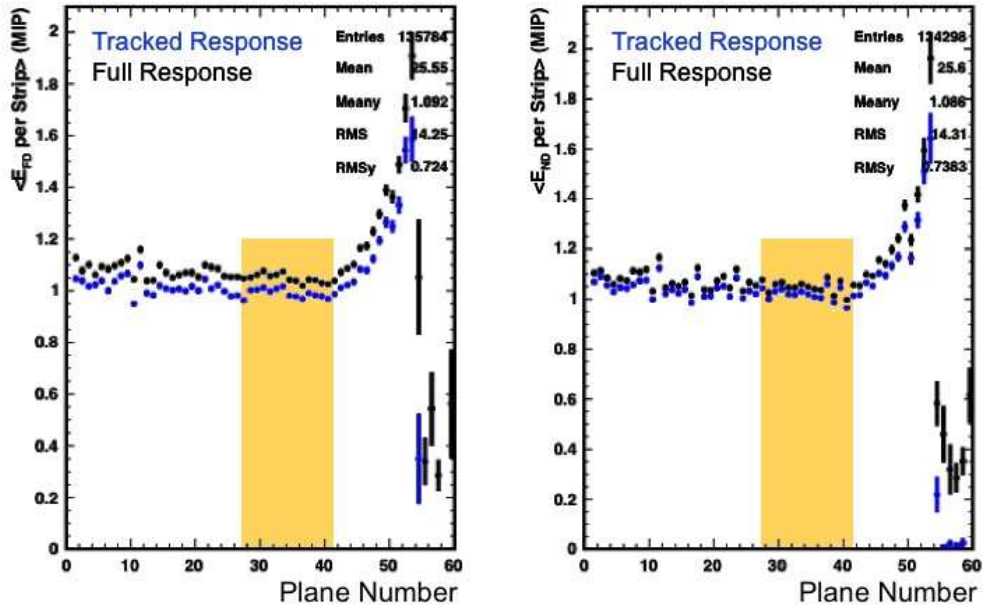 <E_FD per Strip> (MIP)
Tracked Response
Full Response
Entries 135784
Mean 25.55
Meany 1.092
RMS 14.25
RMSy 0.724
2
1.8
1.6
1.4
1.2
1
0.8
0.6
0.4
0.2
0
0 10 20 30 40 50 60
Plane Number
<E_ND per Strip> (MIP)
Tracked Response
Full Response
Entries 134298
Mean 25.6
Meany 1.086
RMS 14.31
RMSy 0.7383
2
1.8
1.6
1.4
1.2
1
0.8
0.6
0.4
0.2
0
0 10 20 30 40 50 60
Plane Number